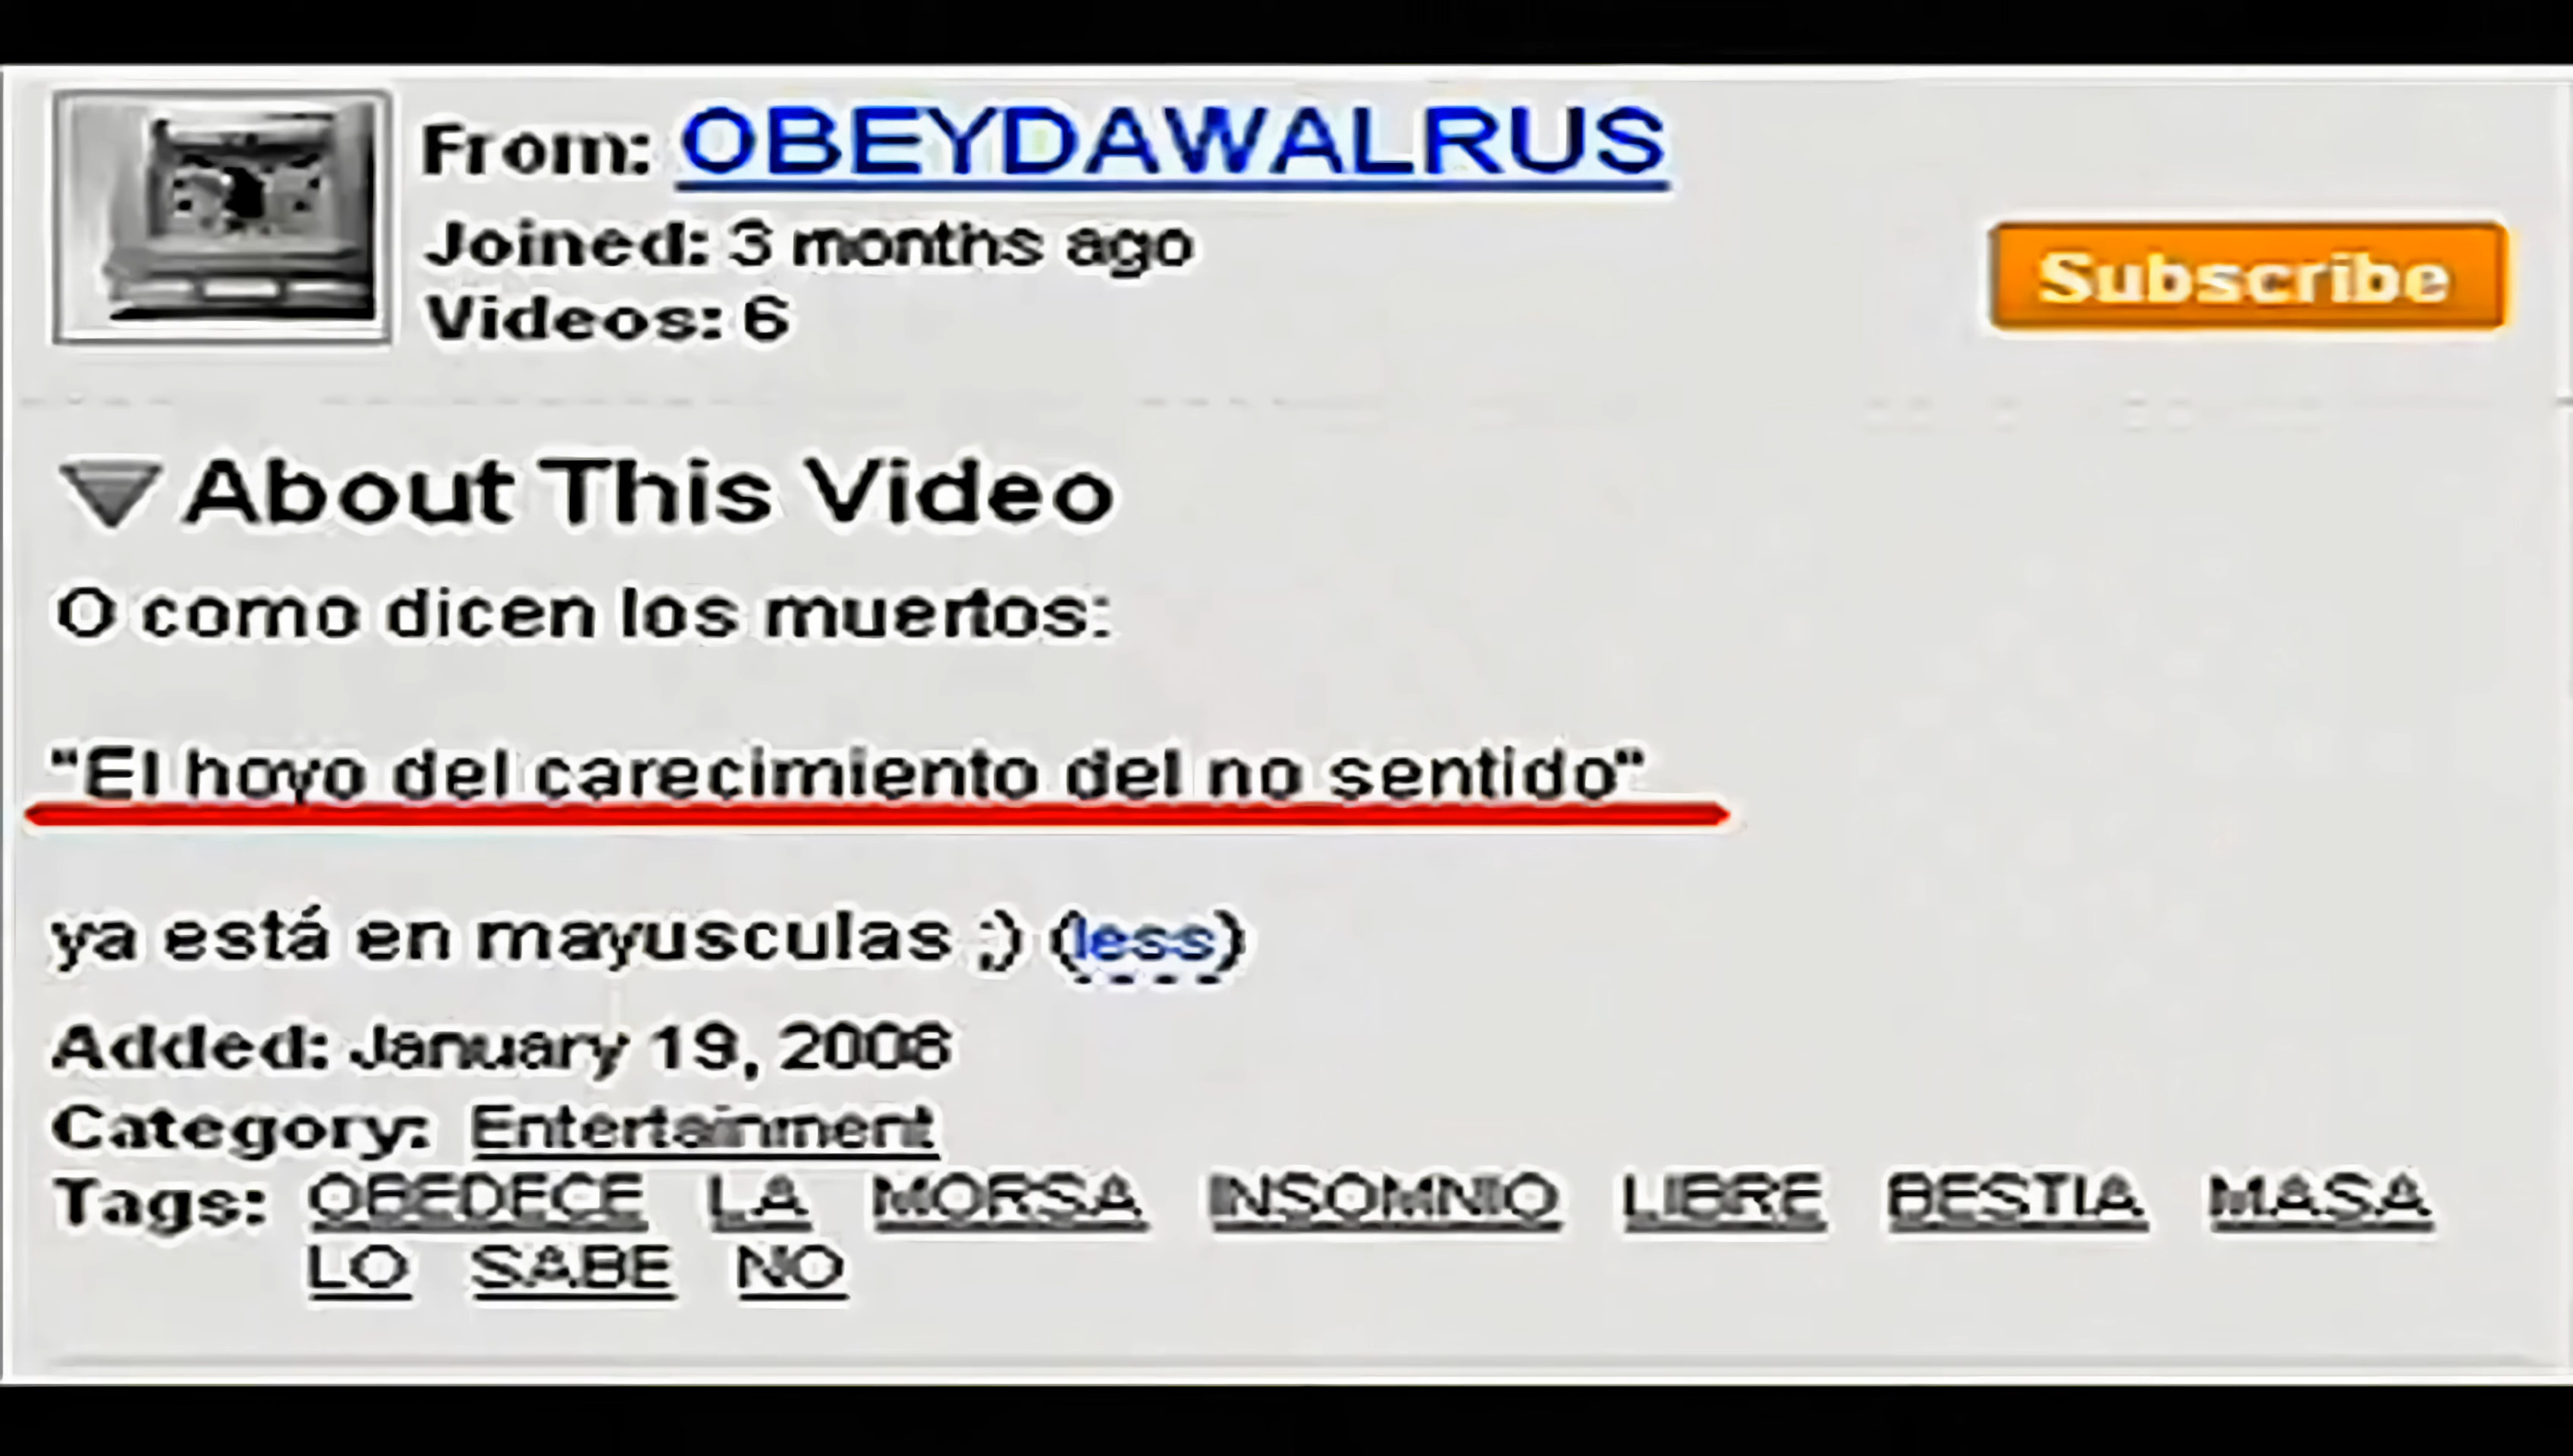 From: OBEYDAWALRUS
Joined: 3 months ago
Videos: 6
Subscribe
About This Video
O como dicen los muertos:
"El hoyo del carecimiento del no sentido"
ya está en mayusculas ;) (less)
Added: January 19, 2008
Category: Entertainment
Tags: OBEDECE LA MORSA INSOMNIO LIBRE BESTIA MASA
LO SABE NO